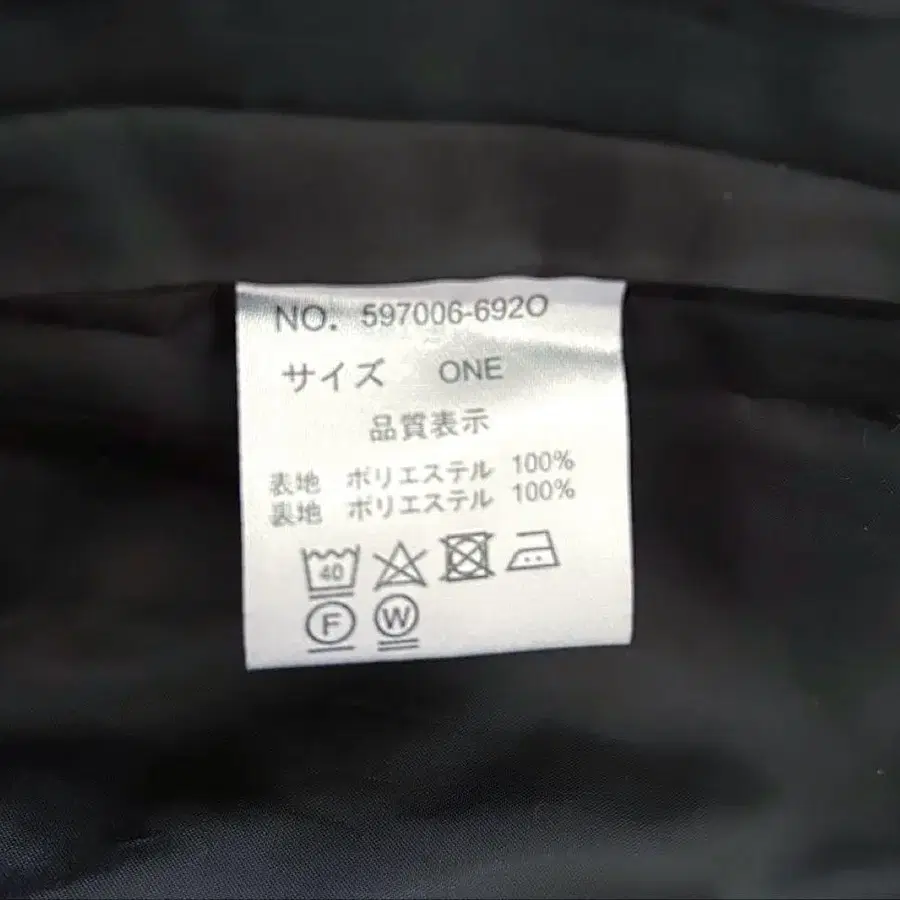 NO. 597006-692O
サイズ ONE
品質表示
表地 ポリエステル 100%
裏地 ポリエステル 100%
40
F W